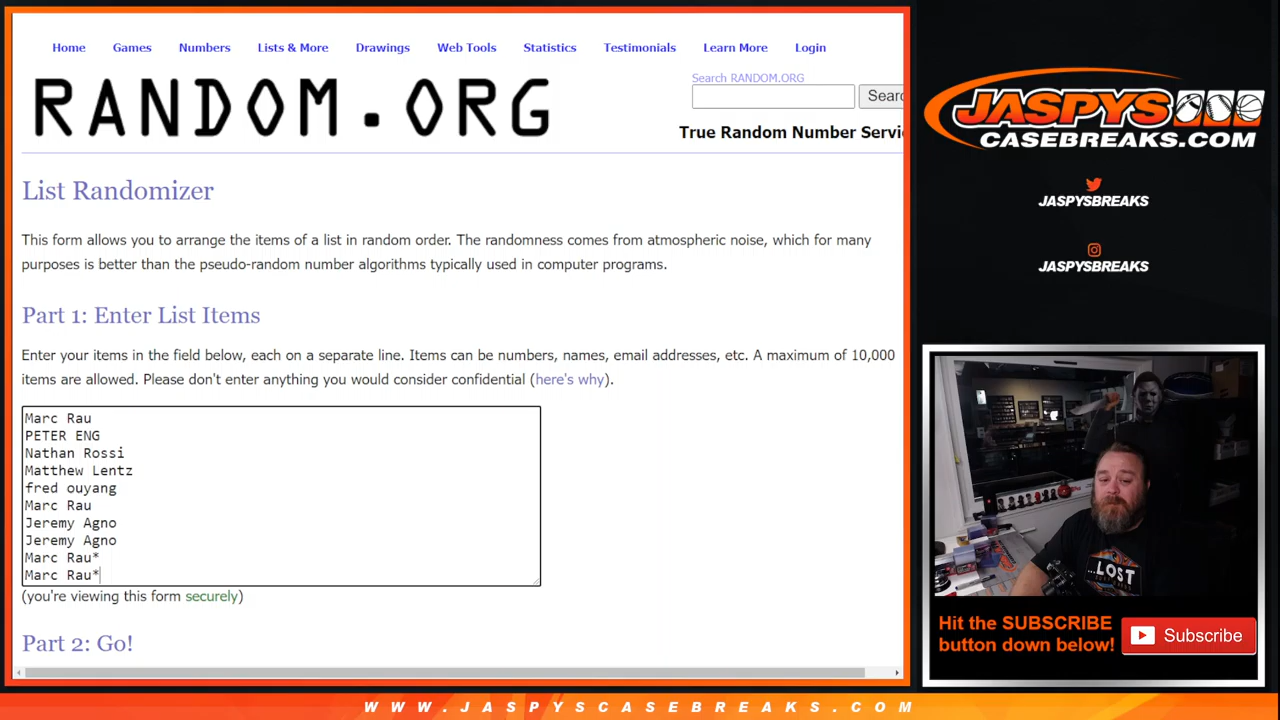 Home Games Numbers Lists & More Drawings Web Tools Statistics Testimonials Learn More Login
RANDOM.ORG
Search RANDOM.ORG
Searc
True Random Number Servi
List Randomizer
This form allows you to arrange the items of a list in random order. The randomness comes from atmospheric noise, which for many
purposes is better than the pseudo-random number algorithms typically used in computer programs.
Part 1: Enter List Items
Enter your items in the field below, each on a separate line. Items can be numbers, names, email addresses, etc. A maximum of 10,000
items are allowed. Please don't enter anything you would consider confidential (here's why).
Marc Rau
PETER ENG
Nathan Rossi
Matthew Lentz
fred ouyang
Marc Rau
Jeremy Agno
Jeremy Agno
Marc Rau*
Marc Rau*
(you're viewing this form securely)
Part 2: Go!
JASPYS
CASEBREAKS.COM
JASPYSBREAKS
JASPYSBREAKS
...LOST
Hit the SUBSCRIBE
button down below!
Subscribe
WWW.JASPYSCASEBREAKS.COM